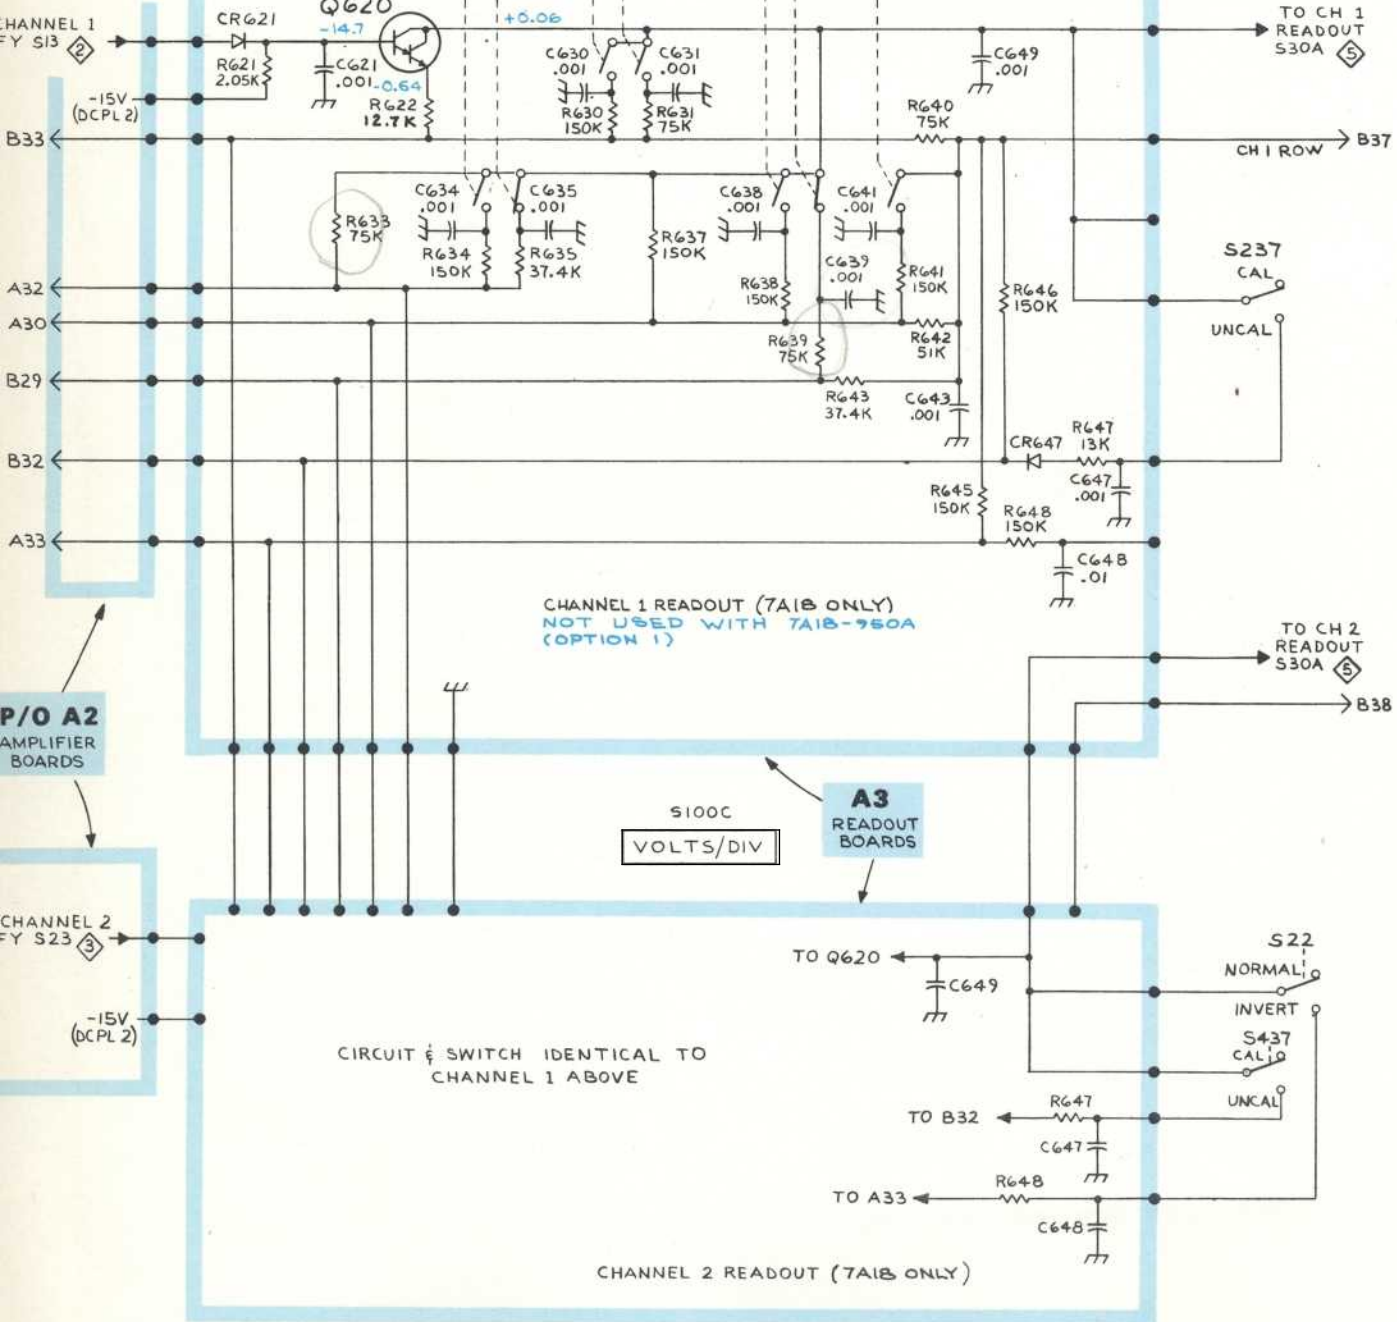 Q620
CR621
-14.7
+0.06
CHANNEL 1
FY S13 2
R621
2.05K
C621
.001
-0.64
R622
12.7K
-15V
(DCPL 2)
C630
.001
C631
.001
R630
150K
R631
75K
C649
.001
TO CH 1
READOUT
S30A 5
R640
75K
B33
CH 1 ROW
B37
R633
75K
C634
.001
C635
.001
R634
150K
R635
37.4K
R637
150K
C638
.001
C641
.001
C639
.001
R638
150K
R641
150K
R646
150K
S237
CAL
UNCAL
A32
A30
R639
75K
R642
51K
B29
R643
37.4K
C643
.001
CR647
R647
13K
B32
C647
.001
R645
150K
R648
150K
A33
C648
.01
CHANNEL 1 READOUT (7A18 ONLY)
NOT USED WITH 7A18-950A
(OPTION 1)
TO CH 2
READOUT
S30A 5
B38
P/O A2
AMPLIFIER
BOARDS
S100C
VOLTS/DIV
A3
READOUT
BOARDS
CHANNEL 2
FY S23 3
-15V
(DCPL 2)
TO Q620
C649
S22
NORMAL
INVERT
S437
CAL
UNCAL
CIRCUIT & SWITCH IDENTICAL TO
CHANNEL 1 ABOVE
R647
TO B32
C647
R648
TO A33
C648
CHANNEL 2 READOUT (7A18 ONLY)